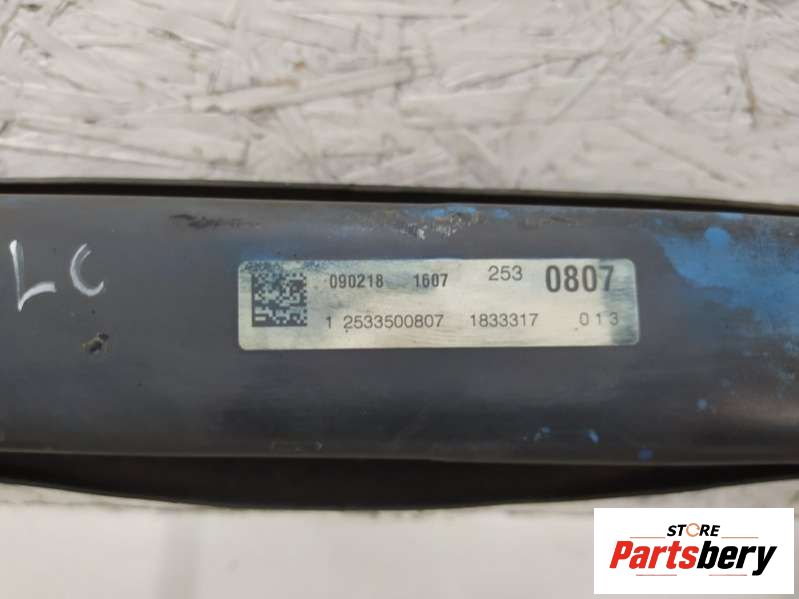 LC
090218 1607 253 0807
1 2533500807 1833317 013
STORE
Partsbery